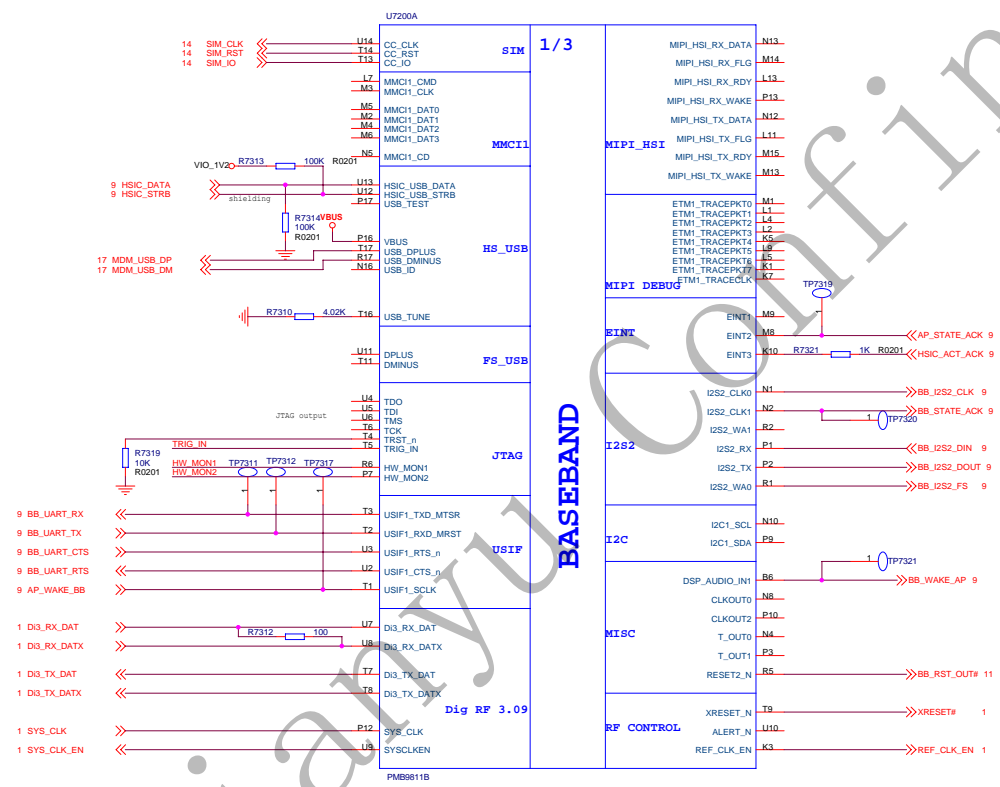 U7200A
14 SIM_CLK U14 CC_CLK
14 SIM_RST T14 CC_RST
14 SIM_IO T13 CC_IO
SIM
L7 MMCI1_CMD
M3 MMCI1_CLK
M5 MMCI1_DAT0
M2 MMCI1_DAT1
M4 MMCI1_DAT2
M6 MMCI1_DAT3
N5 MMCI1_CD
MMCI1
VIO_1V2 R7313 100K R0201
9 HSIC_DATA U13 HSIC_USB_DATA
9 HSIC_STRB U12 HSIC_USB_STRB
shielding P17 USB_TEST
R7314 VBUS
100K
R0201
P16 VBUS
17 MDM_USB_DP T17 USB_DPLUS
17 MDM_USB_DM R17 USB_DMINUS
N16 USB_ID
HS_USB
R7310 4.02K T16 USB_TUNE
FS_USB
U11 DPLUS
T11 DMINUS
JTAG output
U4 TDO
U5 TDI
U6 TMS
T6 TCK
T4 TRST_n
TRIG_IN T5 TRIG_IN
R7319
10K
R0201
JTAG
HW_MON1 TP7311 TP7312 TP7317 R6 HW_MON1
HW_MON2 P7 HW_MON2
1 1 1
9 BB_UART_RX T3 USIF1_TXD_MTSR
9 BB_UART_TX T2 USIF1_RXD_MRST
9 BB_UART_CTS U3 USIF1_RTS_n
USIF
9 BB_UART_RTS U2 USIF1_CTS_n
9 AP_WAKE_BB T1 USIF1_SCLK
1 Di3_RX_DAT U7 Di3_RX_DAT
R7312 100
1 Di3_RX_DATX U8 Di3_RX_DATX
1 Di3_TX_DAT T7 Di3_TX_DAT
1 Di3_TX_DATX T8 Di3_TX_DATX
Dig RF 3.09
1 SYS_CLK P12 SYS_CLK
1 SYS_CLK_EN U9 SYSCLKEN
PMB9811B
1/3
BASEBAND
MIPI_HSI_RX_DATA N13
MIPI_HSI_RX_FLG M14
MIPI_HSI_RX_RDY L13
MIPI_HSI_RX_WAKE P13
MIPI_HSI_TX_DATA N12
MIPI_HSI_TX_FLG L11
MIPI_HSI
MIPI_HSI_TX_RDY M15
MIPI_HSI_TX_WAKE M13
ETM1_TRACEPKT0 M1
ETM1_TRACEPKT1 L1
ETM1_TRACEPKT2 L4
ETM1_TRACEPKT3 L2
ETM1_TRACEPKT4 K5
ETM1_TRACEPKT5 L9
ETM1_TRACEPKT6 L5
ETM1_TRACEPKT7 K1
ETM1_TRACECLK K7
MIPI DEBUG
TP7319
1
EINT1 M9
EINT
EINT2 M8 AP_STATE_ACK 9
EINT3 K10 R7321 1K R0201 HSIC_ACT_ACK 9
I2S2_CLK0 N1 BB_I2S2_CLK 9
I2S2_CLK1 N2 BB_STATE_ACK 9
1 TP7320
I2S2_WA1 R2
I2S2
I2S2_RX P1 BB_I2S2_DIN 9
I2S2_TX P2 BB_I2S2_DOUT 9
I2S2_WA0 R1 BB_I2S2_FS 9
I2C1_SCL N10
I2C
I2C1_SDA P9
1 TP7321
DSP_AUDIO_IN1 B6 BB_WAKE_AP 9
CLKOUT0 N8
CLKOUT2 P10
MISC
T_OUT0 N4
T_OUT1 P3
RESET2_N R5 BB_RST_OUT# 11
XRESET_N T9 XRESET# 1
RF CONTROL
ALERT_N U10
REF_CLK_EN K3 REF_CLK_EN 1